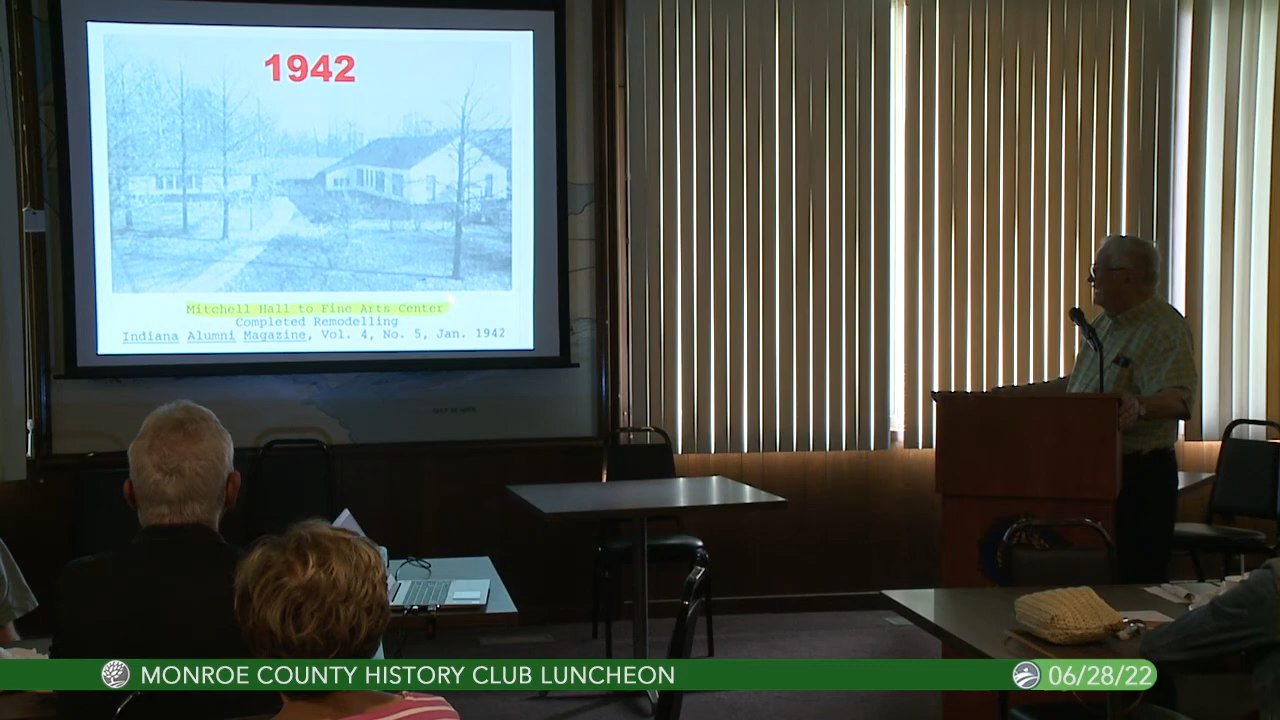 1942
Mitchell Hall to Fine Arts Center
Completed Remodelling
Indiana Alumni Magazine, Vol. 4, No. 5, Jan. 1942
MONROE COUNTY HISTORY CLUB LUNCHEON
06/28/22